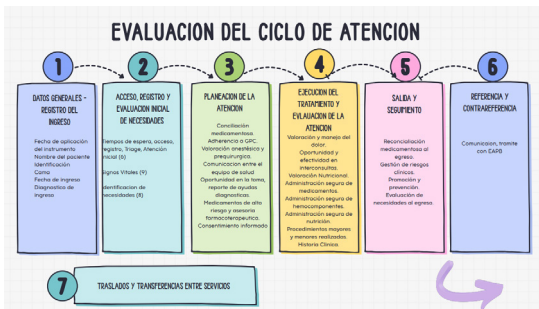 EVALUACION DEL CICLO DE ATENCION
1
DATOS GENERALES -
REGISTRO DEL
INGRESO
Fecha de aplicación
del instrumento
Nombre del paciente
Identificación
Cama
Fecha de ingreso
Diagnostico de
ingreso
2
ACCESO, REGISTRO Y
EVALUACION INICIAL
DE NECESIDADES
Tiempos de espera, acceso,
registro, Triage, Atención
inicial (6)
Signos Vitales (9)
Identificacion de
necesidades (8)
3
PLANEACION DE LA
ATENCION
Conciliación
medicamentosa.
Adherencia a GPC.
Valoración anestésica y
prequirurgica.
Comunicacion entre el
equipo de salud
Oportunidad en la toma,
reporte de ayudas
diagnosticas
Medicamentos de alto
riesgo y asesoria
farmacoterapeutica.
Consentimiento informado
4
EJECUCION DEL
TRATAMIENTO Y
EVLAUACION DE LA
ATENCION
Valoración y manejo del
dolor.
Oportunidad y
efectividad en
interconsultas.
Valoración Nutricional.
Administración segura de
medicamentos.
Administración segura de
hemocomponentes.
Administración segura de
nutrición.
Procedimientos mayores
y menores realizados.
Historia Clinica
5
SALIDA Y
SEGUIMIENTO
Reconciliación
medicamentosa al
egreso.
Gestión de riesgos
clínicos.
Promoción y
prevención.
Evaluación de
necesidades al egreso.
6
REFERENCIA Y
CONTRAREFERENCIA
Comunicacion, tramite
con EAPB
7
TRASLADOS Y TRANSFERENCIAS ENTRE SERVICIOS